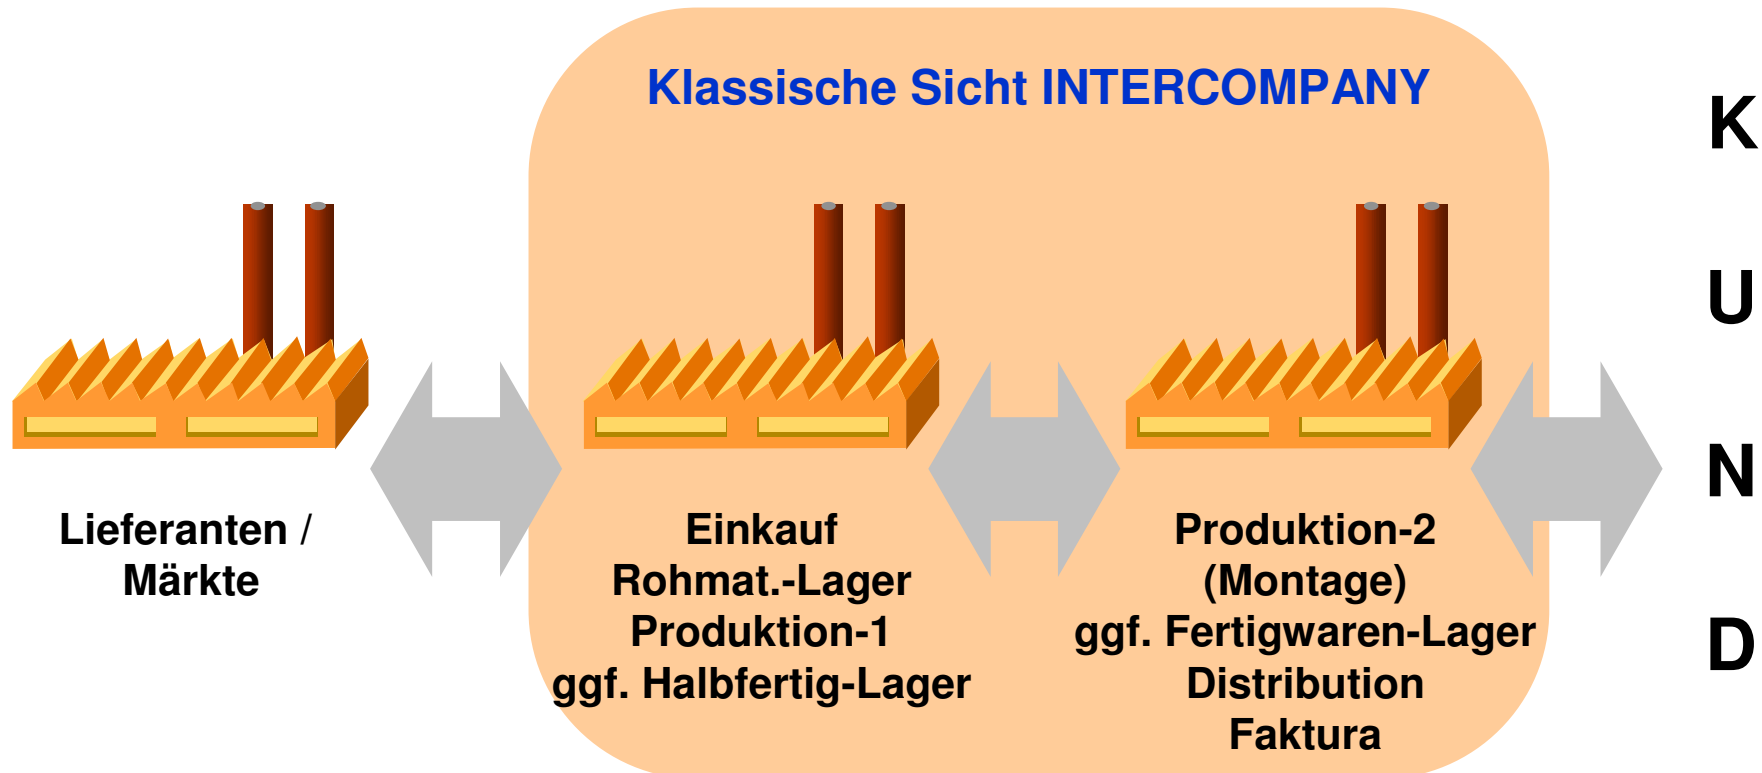 Klassische Sicht INTERCOMPANY
Lieferanten /
Märkte
Einkauf
Rohmat.-Lager
Produktion-1
ggf. Halbfertig-Lager
Produktion-2
(Montage)
ggf. Fertigwaren-Lager
Distribution
Faktura
K
U
N
D